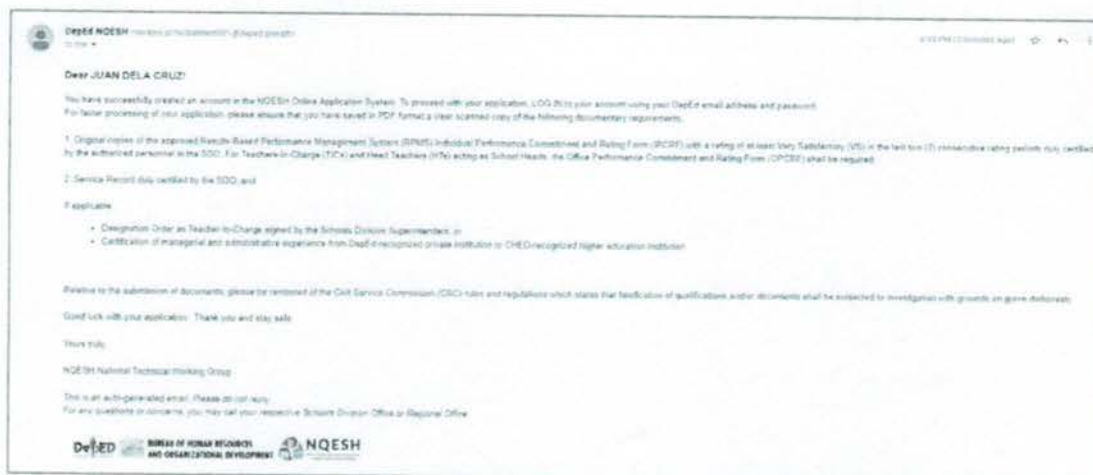 DepEd NQESH
to me
Dear JUAN DELA CRUZ!
You have successfully created an account in the NQESH Online Application System. To proceed with your application, LOG IN to your account using your DepEd email address and password.
For faster processing of your application, please ensure that you have saved in PDF format a clear scanned copy of the following documentary requirements.
1. Original copies of the approved Results-Based Performance Management System (RPMS) Individual Performance Commitment and Rating Form (IPCRF) with a rating of at least Very Satisfactory (VS) in the last two (2) consecutive rating periods duly certified
by the authorized personnel in the SDO. For Teachers-in-Charge (TICs) and Head Teachers (HTs) acting as School Heads, the Office Performance Commitment and Rating Form (OPCRF) shall be required.
2. Service Record duly certified by the SDO; and
If applicable
• Designation Order as Teacher-In-Charge signed by the Schools Division Superintendent, or
• Certification of managerial and administrative experience from DepEd-recognized private institution or CHED-recognized higher education institution
Relative to the submission of documents, please be reminded of the Civil Service Commission (CSC) rules and regulations which states that falsification of qualifications and/or documents shall be subjected to investigation with grounds on grave dishonesty.
Good luck with your application. Thank you and stay safe.
Yours truly,
NQESH National Technical Working Group
This is an auto-generated email. Please do not reply.
For any questions or concerns, you may call your respective Schools Division Office or Regional Office
DepED BUREAU OF HUMAN RESOURCES
AND ORGANIZATIONAL DEVELOPMENT NQESH